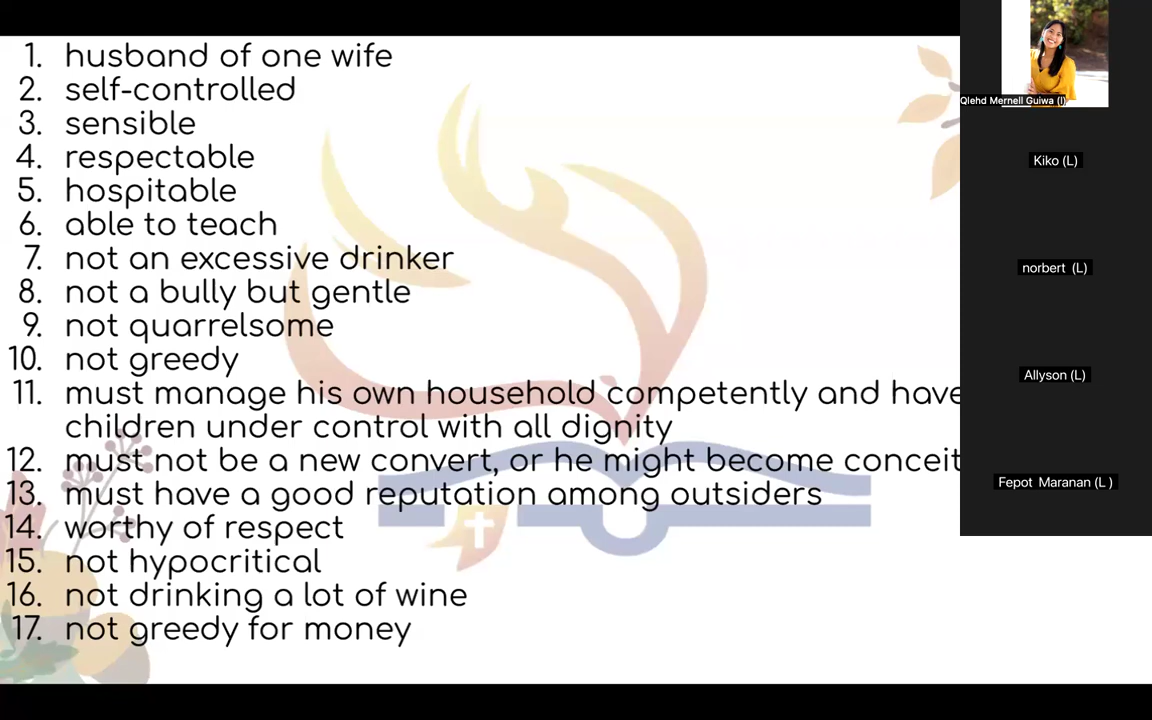 1. husband of one wife
2. self-controlled
3. sensible
4. respectable
5. hospitable
6. able to teach
7. not an excessive drinker
8. not a bully but gentle
9. not quarrelsome
10. not greedy
11. must manage his own household competently and have
children under control with all dignity
12. must not be a new convert, or he might become conceit
13. must have a good reputation among outsiders
14. worthy of respect
15. not hypocritical
16. not drinking a lot of wine
17. not greedy for money
Qlehd Mernell Guiwa (l)
Kiko (L)
norbert (L)
Allyson (L)
Fepot Maranan (L )